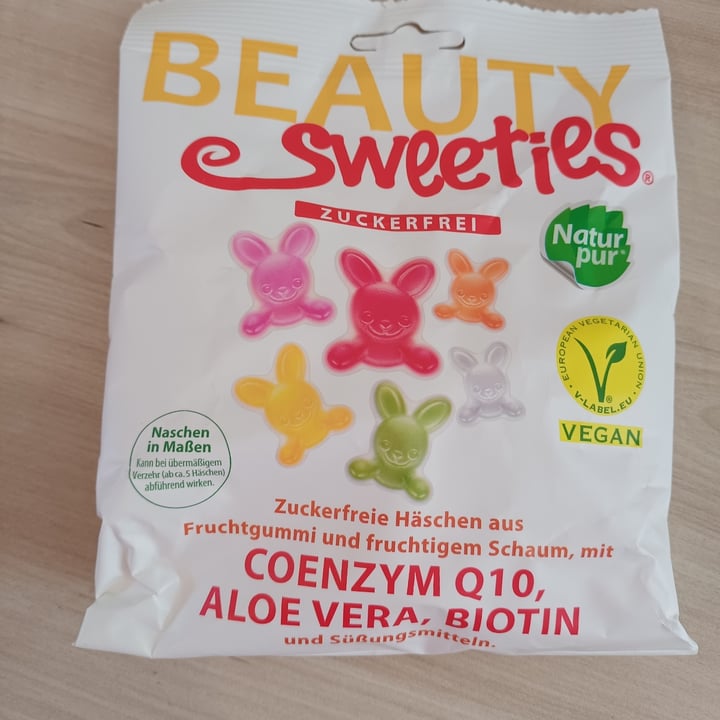 BEAUTY
Sweeties®
ZUCKERFREI
Natur
pur®
EUROPEAN VEGETARIAN UNION
V-LABEL.EU
®
VEGAN
Naschen
in Maßen
Kann bei übermäßigem
Verzehr (ab ca. 5 Häschen)
abführend wirken.
Zuckerfreie Häschen aus
Fruchtgummi und fruchtigem Schaum, mit
COENZYM Q10,
ALOE VERA, BIOTIN
und Süßungsmitteln.